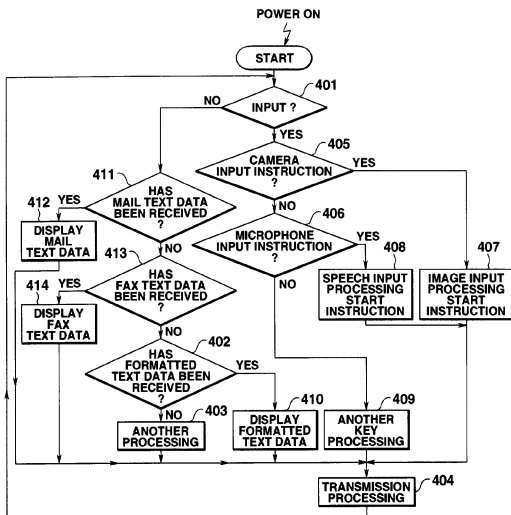 POWER ON
START
401
INPUT ?
NO
YES
405
CAMERA
INPUT INSTRUCTION
?
YES
NO
411
HAS
MAIL TEXT DATA
BEEN RECEIVED
?
YES
412
DISPLAY
MAIL
TEXT DATA
NO
406
MICROPHONE
INPUT INSTRUCTION
?
YES
NO
408
SPEECH INPUT
PROCESSING
START
INSTRUCTION
407
IMAGE INPUT
PROCESSING
START
INSTRUCTION
413
HAS
FAX TEXT DATA
BEEN RECEIVED
?
YES
414
DISPLAY
FAX
TEXT DATA
NO
402
HAS
FORMATTED
TEXT DATA BEEN
RECEIVED
?
YES
NO
403
ANOTHER
PROCESSING
410
DISPLAY
FORMATTED
TEXT DATA
409
ANOTHER
KEY
PROCESSING
TRANSMISSION
PROCESSING
404